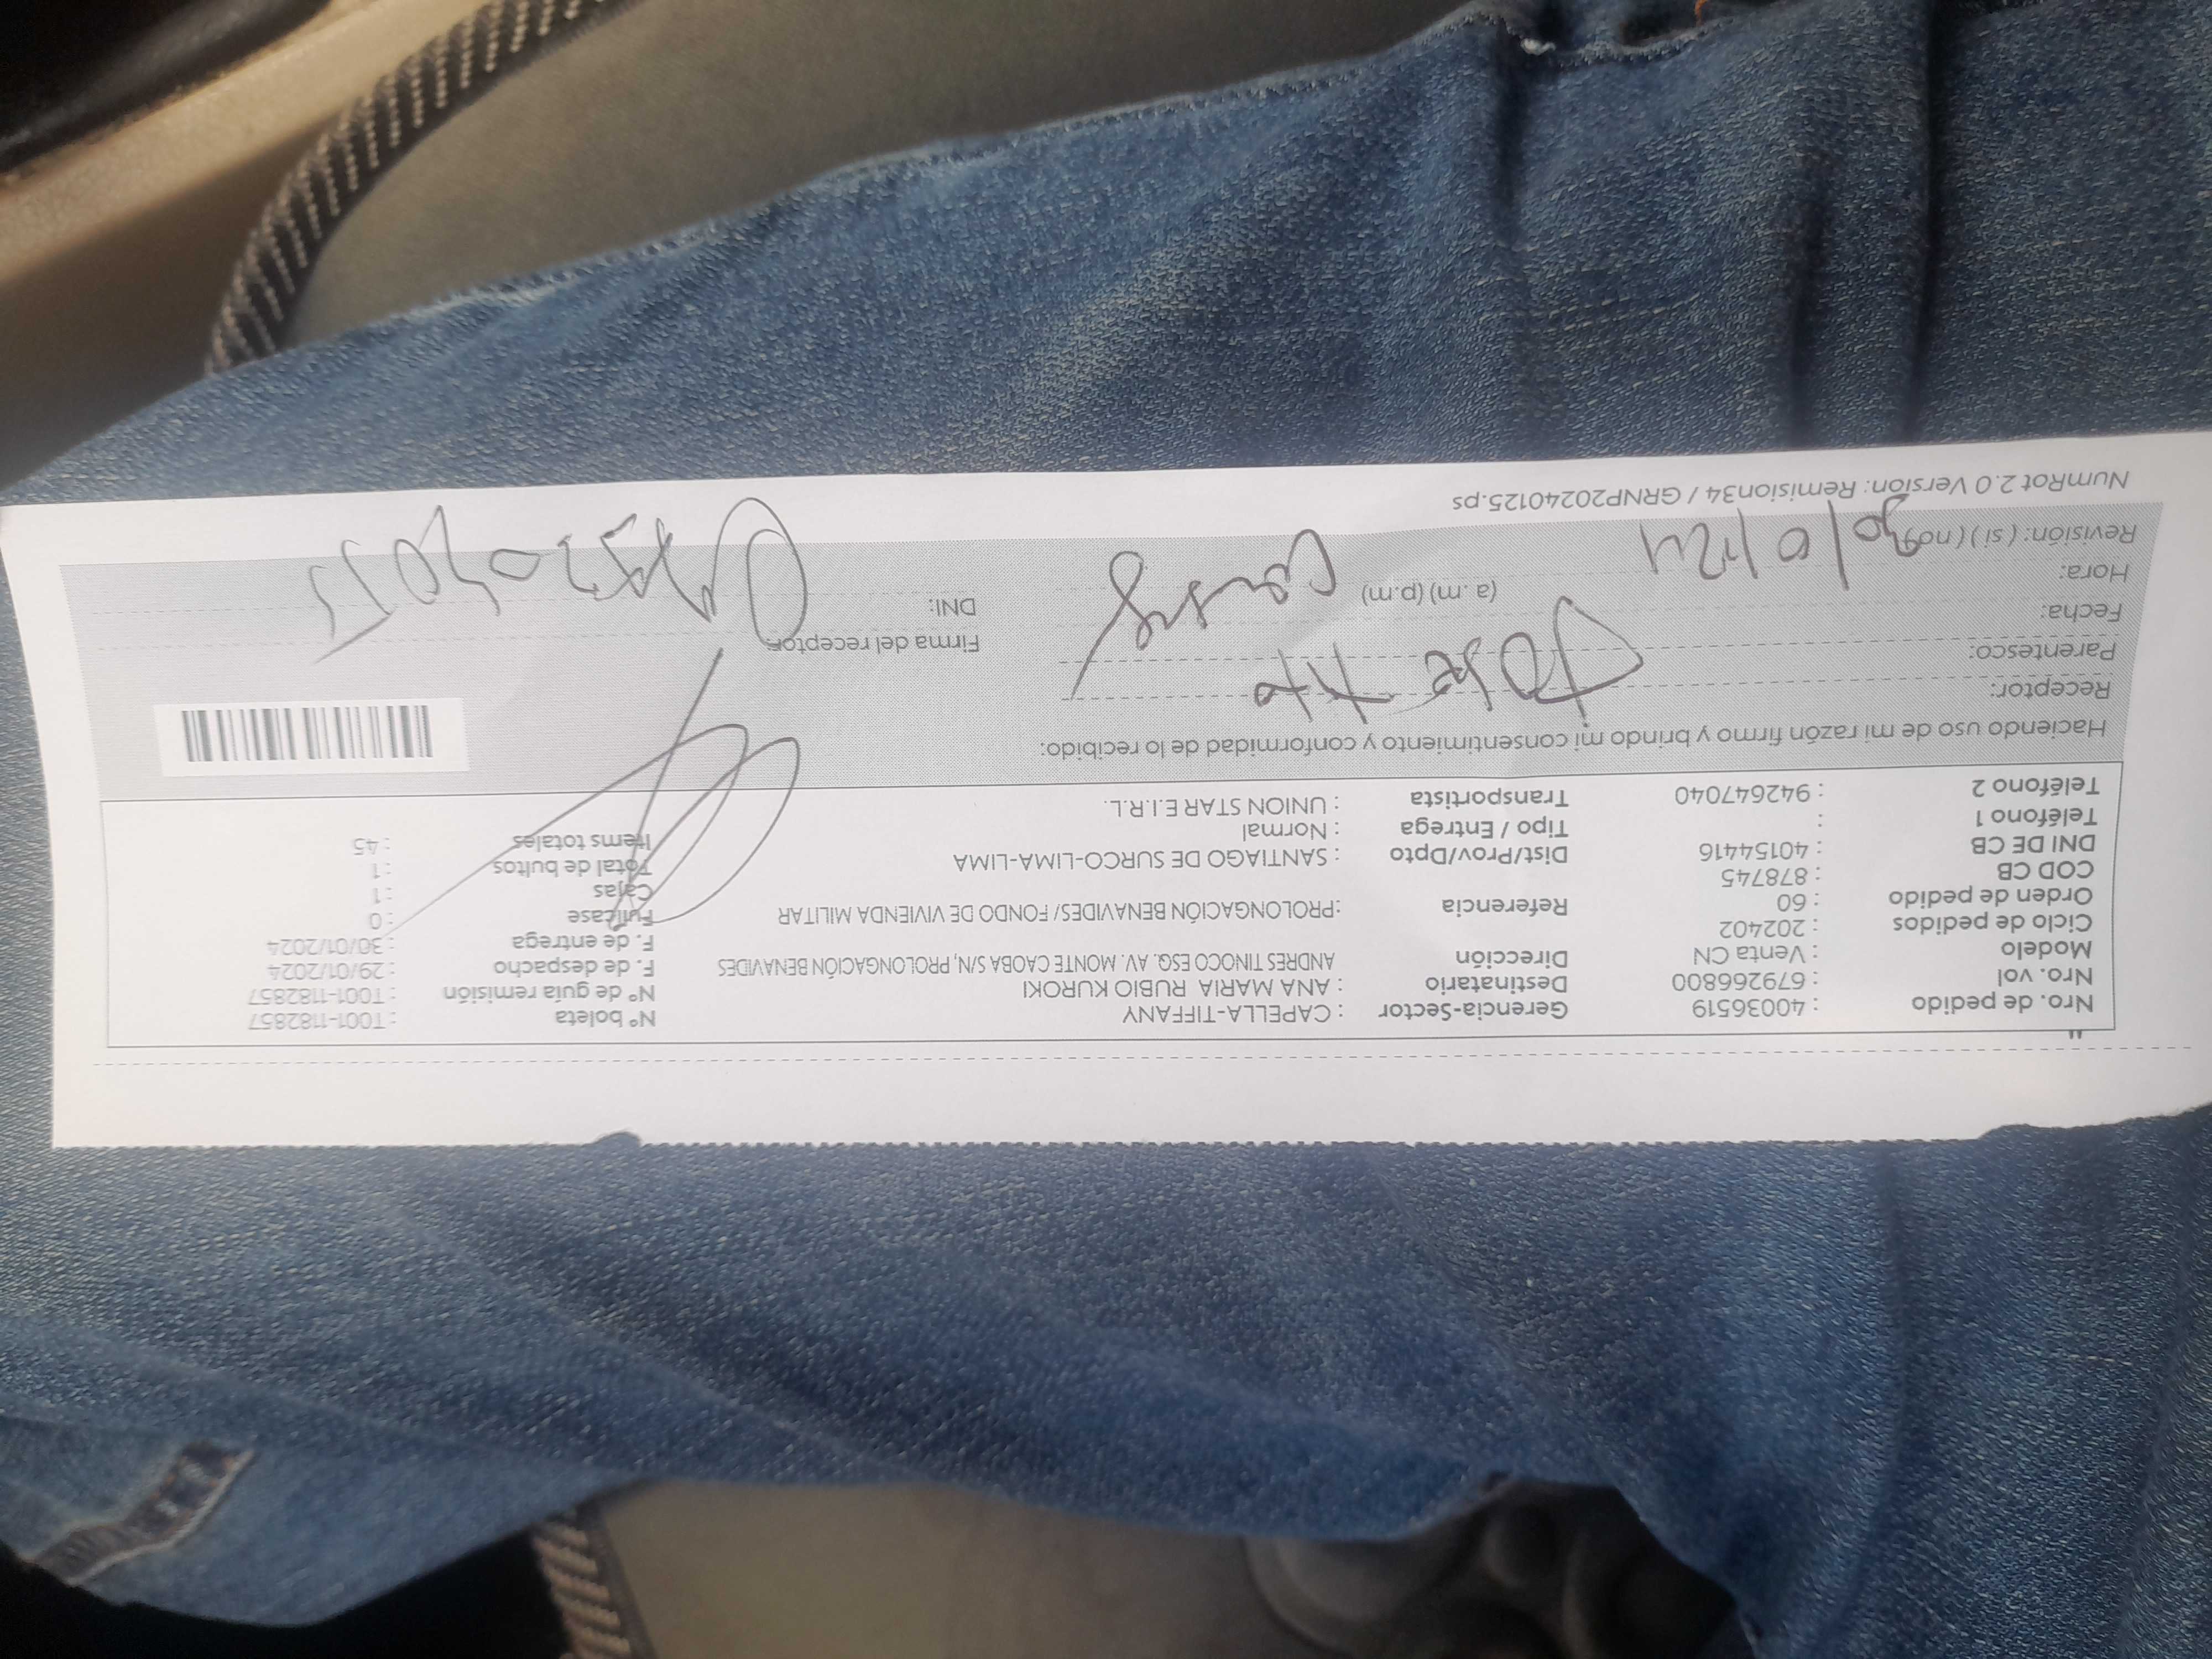 Nro. de pedido : 40036519 Gerencia-Sector : CAPELLA-TIFFANY Nº boleta : T001-1182857
Nro. vol : 679266800 Destinatario : ANA MARIA RUBIO KUROKI Nº de guia remisión : T001-1182857
Modelo : Venta CN Dirección ANDRES TINOCO ESQ. AV. MONTE CAOBA S/N, PROLONGACIÓN BENAVIDES F. de despacho : 29/01/2024
Ciclo de pedidos : 202402 F. de entrega : 30/01/2024
Orden de pedido : 60 Referencia :PROLONGACIÓN BENAVIDES/ FONDO DE VIVIENDA MILITAR Fullcase : 0
COD CB : 878745 Cajas : 1
DNI DE CB : 40154416 Dist/Prov/Dpto : SANTIAGO DE SURCO-LIMA-LIMA Total de bultos : 1
Teléfono 1 : Tipo / Entrega : Normal Items totales : 45
Teléfono 2 : 942647040 Transportista : UNION STAR E.I.R.L.
Haciendo uso de mi razón firmo y brindo mi consentimiento y conformidad de lo recibido:
Receptor: Jose
Parentesco:
Firma del receptor:
Fecha:
DNI:
Hora: (a. m) (p.m)
Revisión: (si) (no)
NumRot 2.0 Versión: Remision34 / GRNP20240125.ps